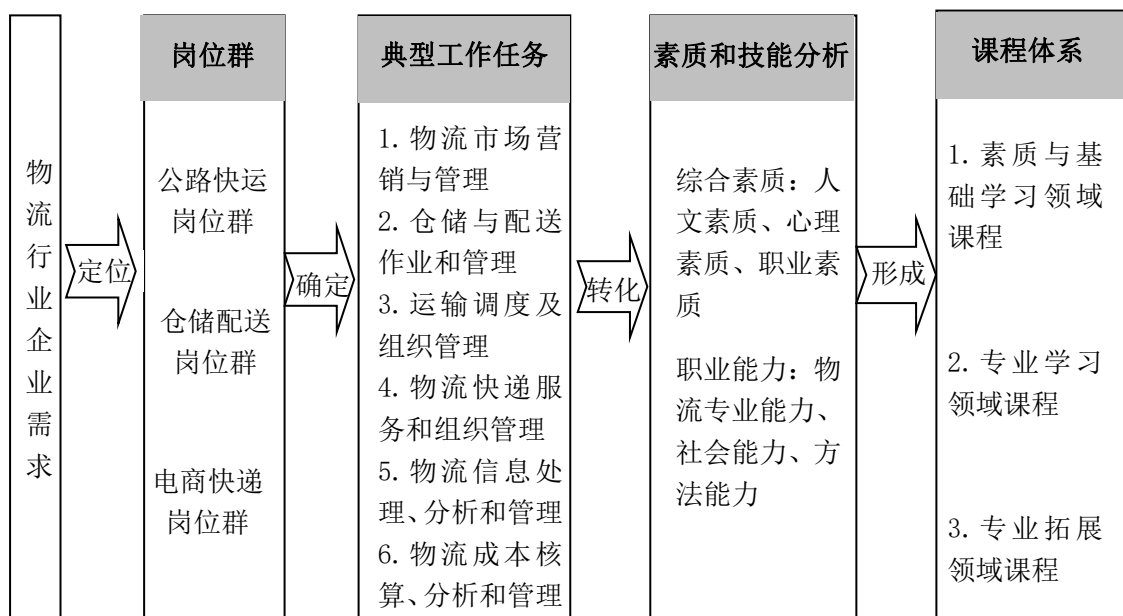 物
流
行
业
企
业
需
求
定位
岗位群
公路快运
岗位群
仓储配送
岗位群
电商快递
岗位群
确定
典型工作任务
1. 物流市场营
销与管理
2. 仓储与配送
作业和管理
3. 运输调度及
组织管理
4. 物流快递服
务和组织管理
5. 物流信息处
理、分析和管理
6. 物流成本核
算、分析和管理
转化
素质和技能分析
综合素质：人
文素质、心理
素质、职业素
质
职业能力：物
流专业能力、
社会能力、方
法能力
形成
课程体系
1. 素质与基
础学习领域
课程
2. 专业学习
领域课程
3. 专业拓展
领域课程